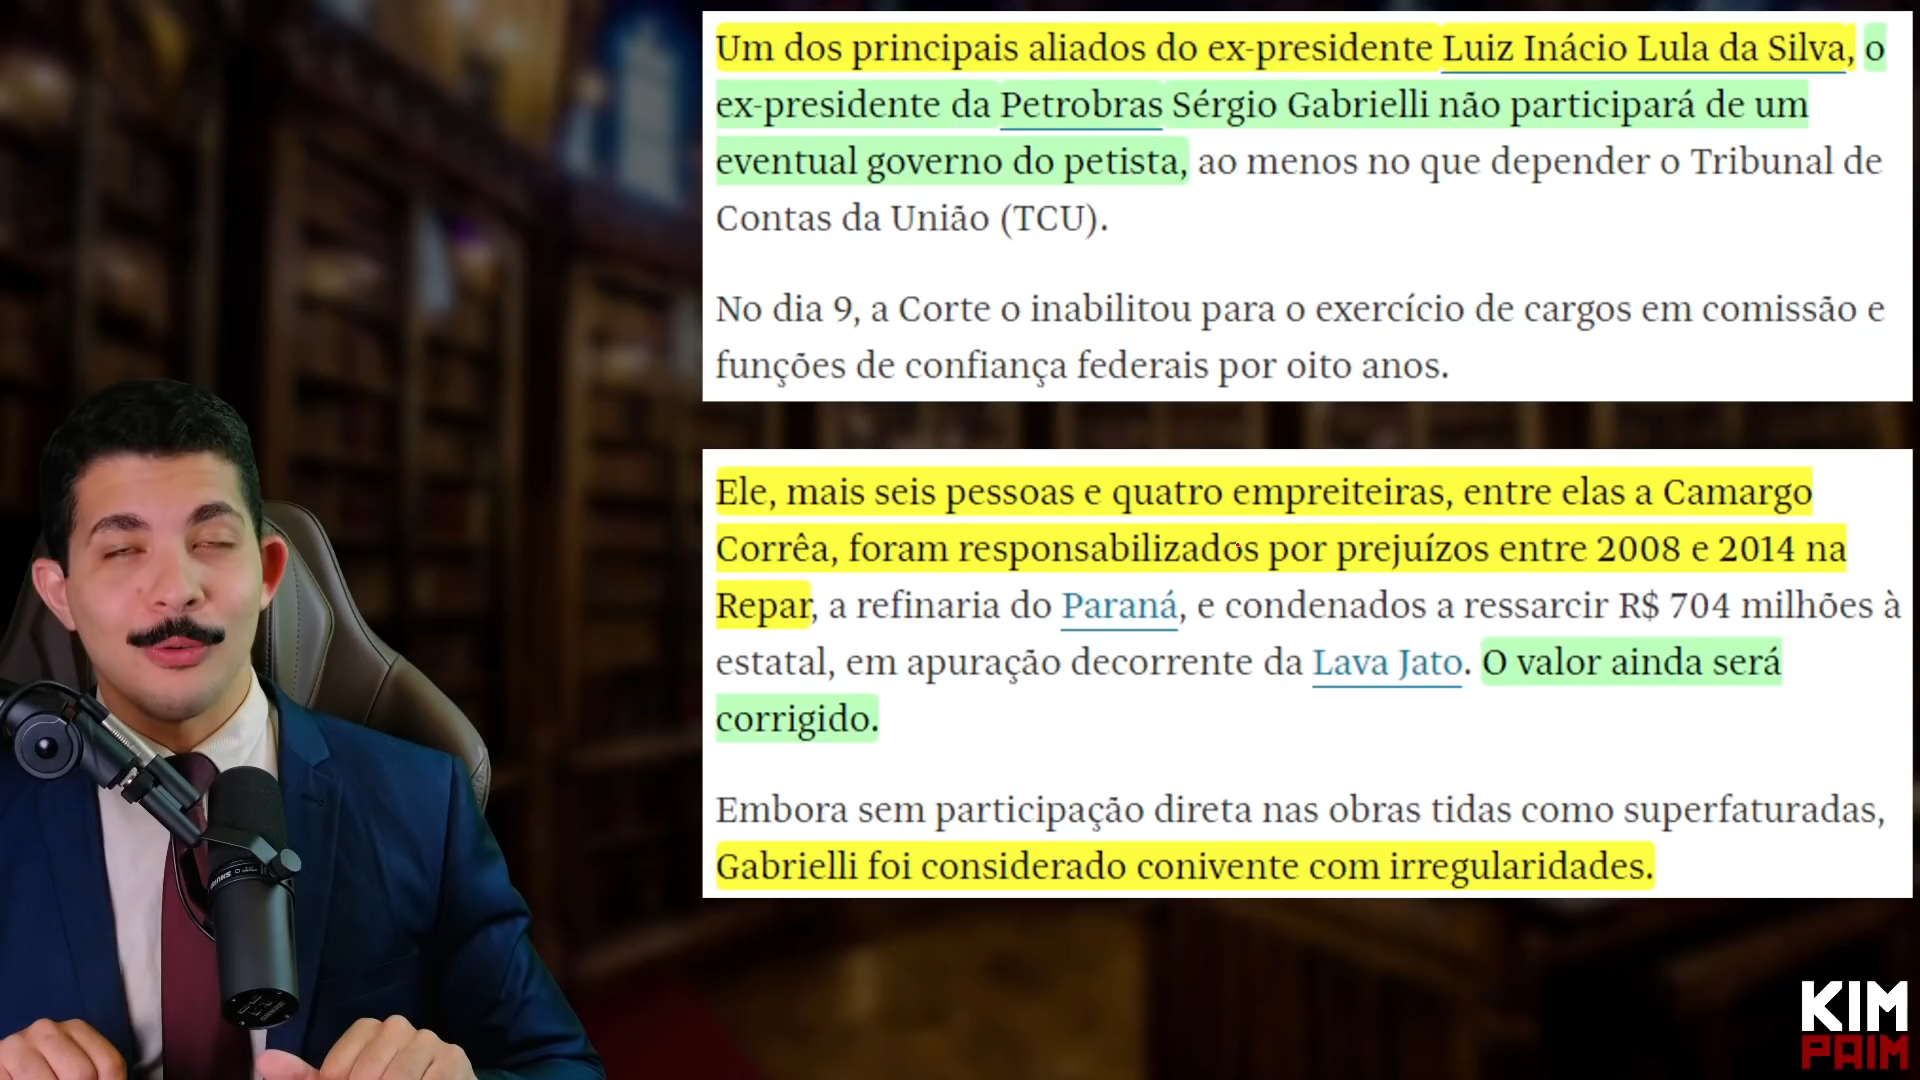 Um dos principais aliados do ex-presidente Luiz Inácio Lula da Silva, o
ex-presidente da Petrobras Sérgio Gabrielli não participará de um
eventual governo do petista, ao menos no que depender o Tribunal de
Contas da União (TCU).
No dia 9, a Corte o inabilitou para o exercício de cargos em comissão e
funções de confiança federais por oito anos.
Ele, mais seis pessoas e quatro empreiteiras, entre elas a Camargo
Corrêa, foram responsabilizados por prejuízos entre 2008 e 2014 na
Repar, a refinaria do Paraná, e condenados a ressarcir R$ 704 milhões à
estatal, em apuração decorrente da Lava Jato. O valor ainda será
corrigido.
Embora sem participação direta nas obras tidas como superfaturadas,
Gabrielli foi considerado conivente com irregularidades.
KIM
PAIM